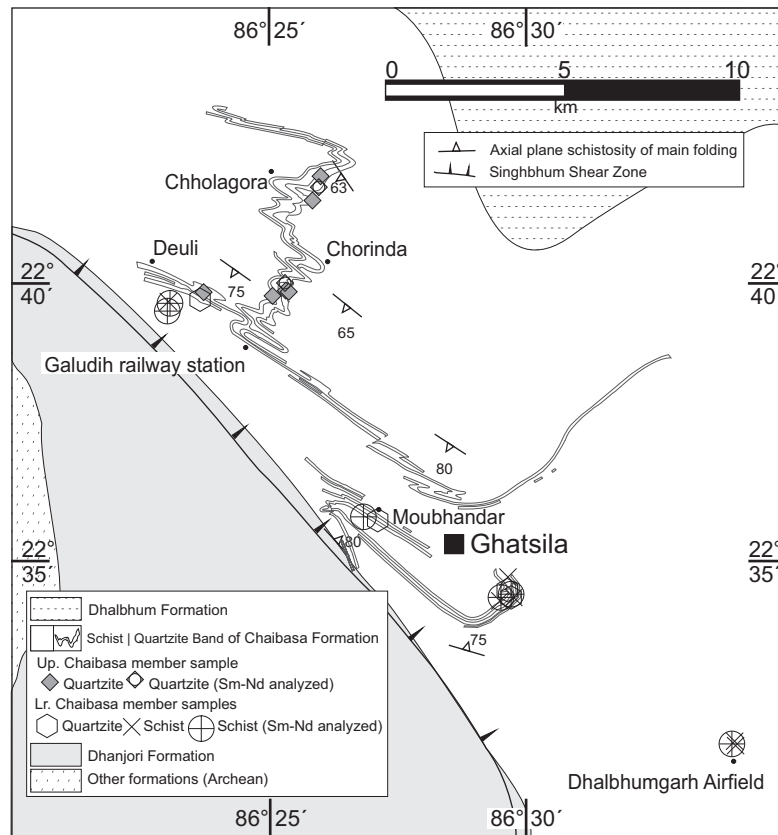 86° 25´
86° 30´
0 5 10
km
Axial plane schistosity of main folding
Singhbhum Shear Zone
Chholagora
63
Deuli
Chorinda
22°
40´
22°
40´
75
65
Galudih railway station
80
Moubhandar
80
Ghatsila
22°
35´
22°
35´
Dhalbhum Formation
Schist | Quartzite Band of Chaibasa Formation
75
Up. Chaibasa member sample
Quartzite Quartzite (Sm-Nd analyzed)
Lr. Chaibasa member samples
Quartzite Schist Schist (Sm-Nd analyzed)
Dhanjori Formation
Other formations (Archean)
Dhalbhumgarh Airfield
86° 25´
86° 30´